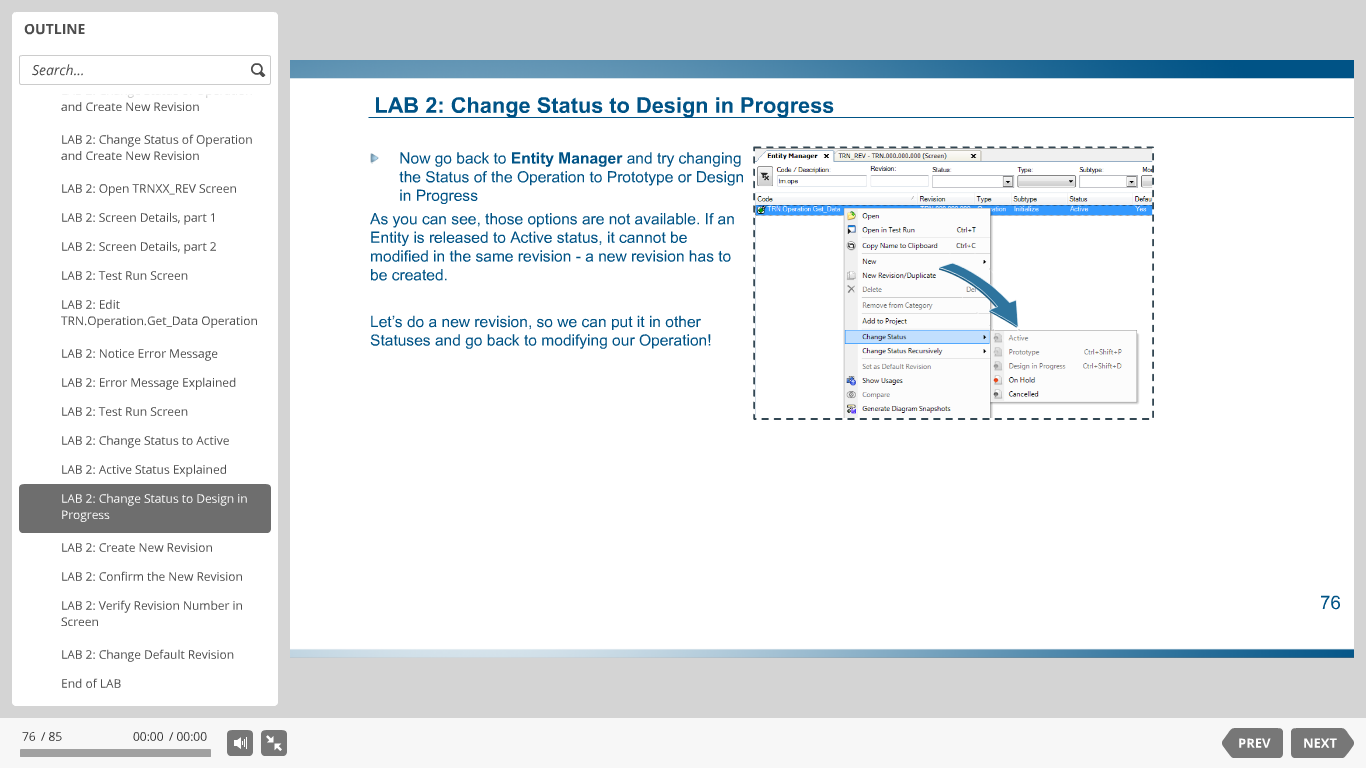 OUTLINE
Search...
and Create New Revision
LAB 2: Change Status of Operation
and Create New Revision
LAB 2: Open TRNXX_REV Screen
LAB 2: Screen Details, part 1
LAB 2: Screen Details, part 2
LAB 2: Test Run Screen
LAB 2: Edit
TRN.Operation.Get_Data Operation
LAB 2: Notice Error Message
LAB 2: Error Message Explained
LAB 2: Test Run Screen
LAB 2: Change Status to Active
LAB 2: Active Status Explained
LAB 2: Change Status to Design in
Progress
LAB 2: Create New Revision
LAB 2: Confirm the New Revision
LAB 2: Verify Revision Number in
Screen
LAB 2: Change Default Revision
End of LAB
LAB 2: Change Status to Design in Progress
Now go back to Entity Manager and try changing
the Status of the Operation to Prototype or Design
in Progress
As you can see, those options are not available. If an
Entity is released to Active status, it cannot be
modified in the same revision - a new revision has to
be created.
Let's do a new revision, so we can put it in other
Statuses and go back to modifying our Operation!
Entity Manager x TRN_REV - TRN.000.000.000 (Screen) x
Code / Description Revision: Status Type: Subtype
Code Revision Type Subtype Status
TRN.Operation.Get_Data Initialize Active Yes
Open
Open in Test Run Ctrl+T
Copy Name to Clipboard Ctrl+C
New
New Revision/Duplicate
Delete
Remove from Category
Add to Project
Change Status
Change Status Recursively
Set as Default Revision
Show Usages
Compare
Generate Diagram Snapshots
Active
Prototype Ctrl+Shift+P
Design in Progress Ctrl+Shift+D
On Hold
Cancelled
76
76 / 85 00:00 / 00:00
PREV NEXT